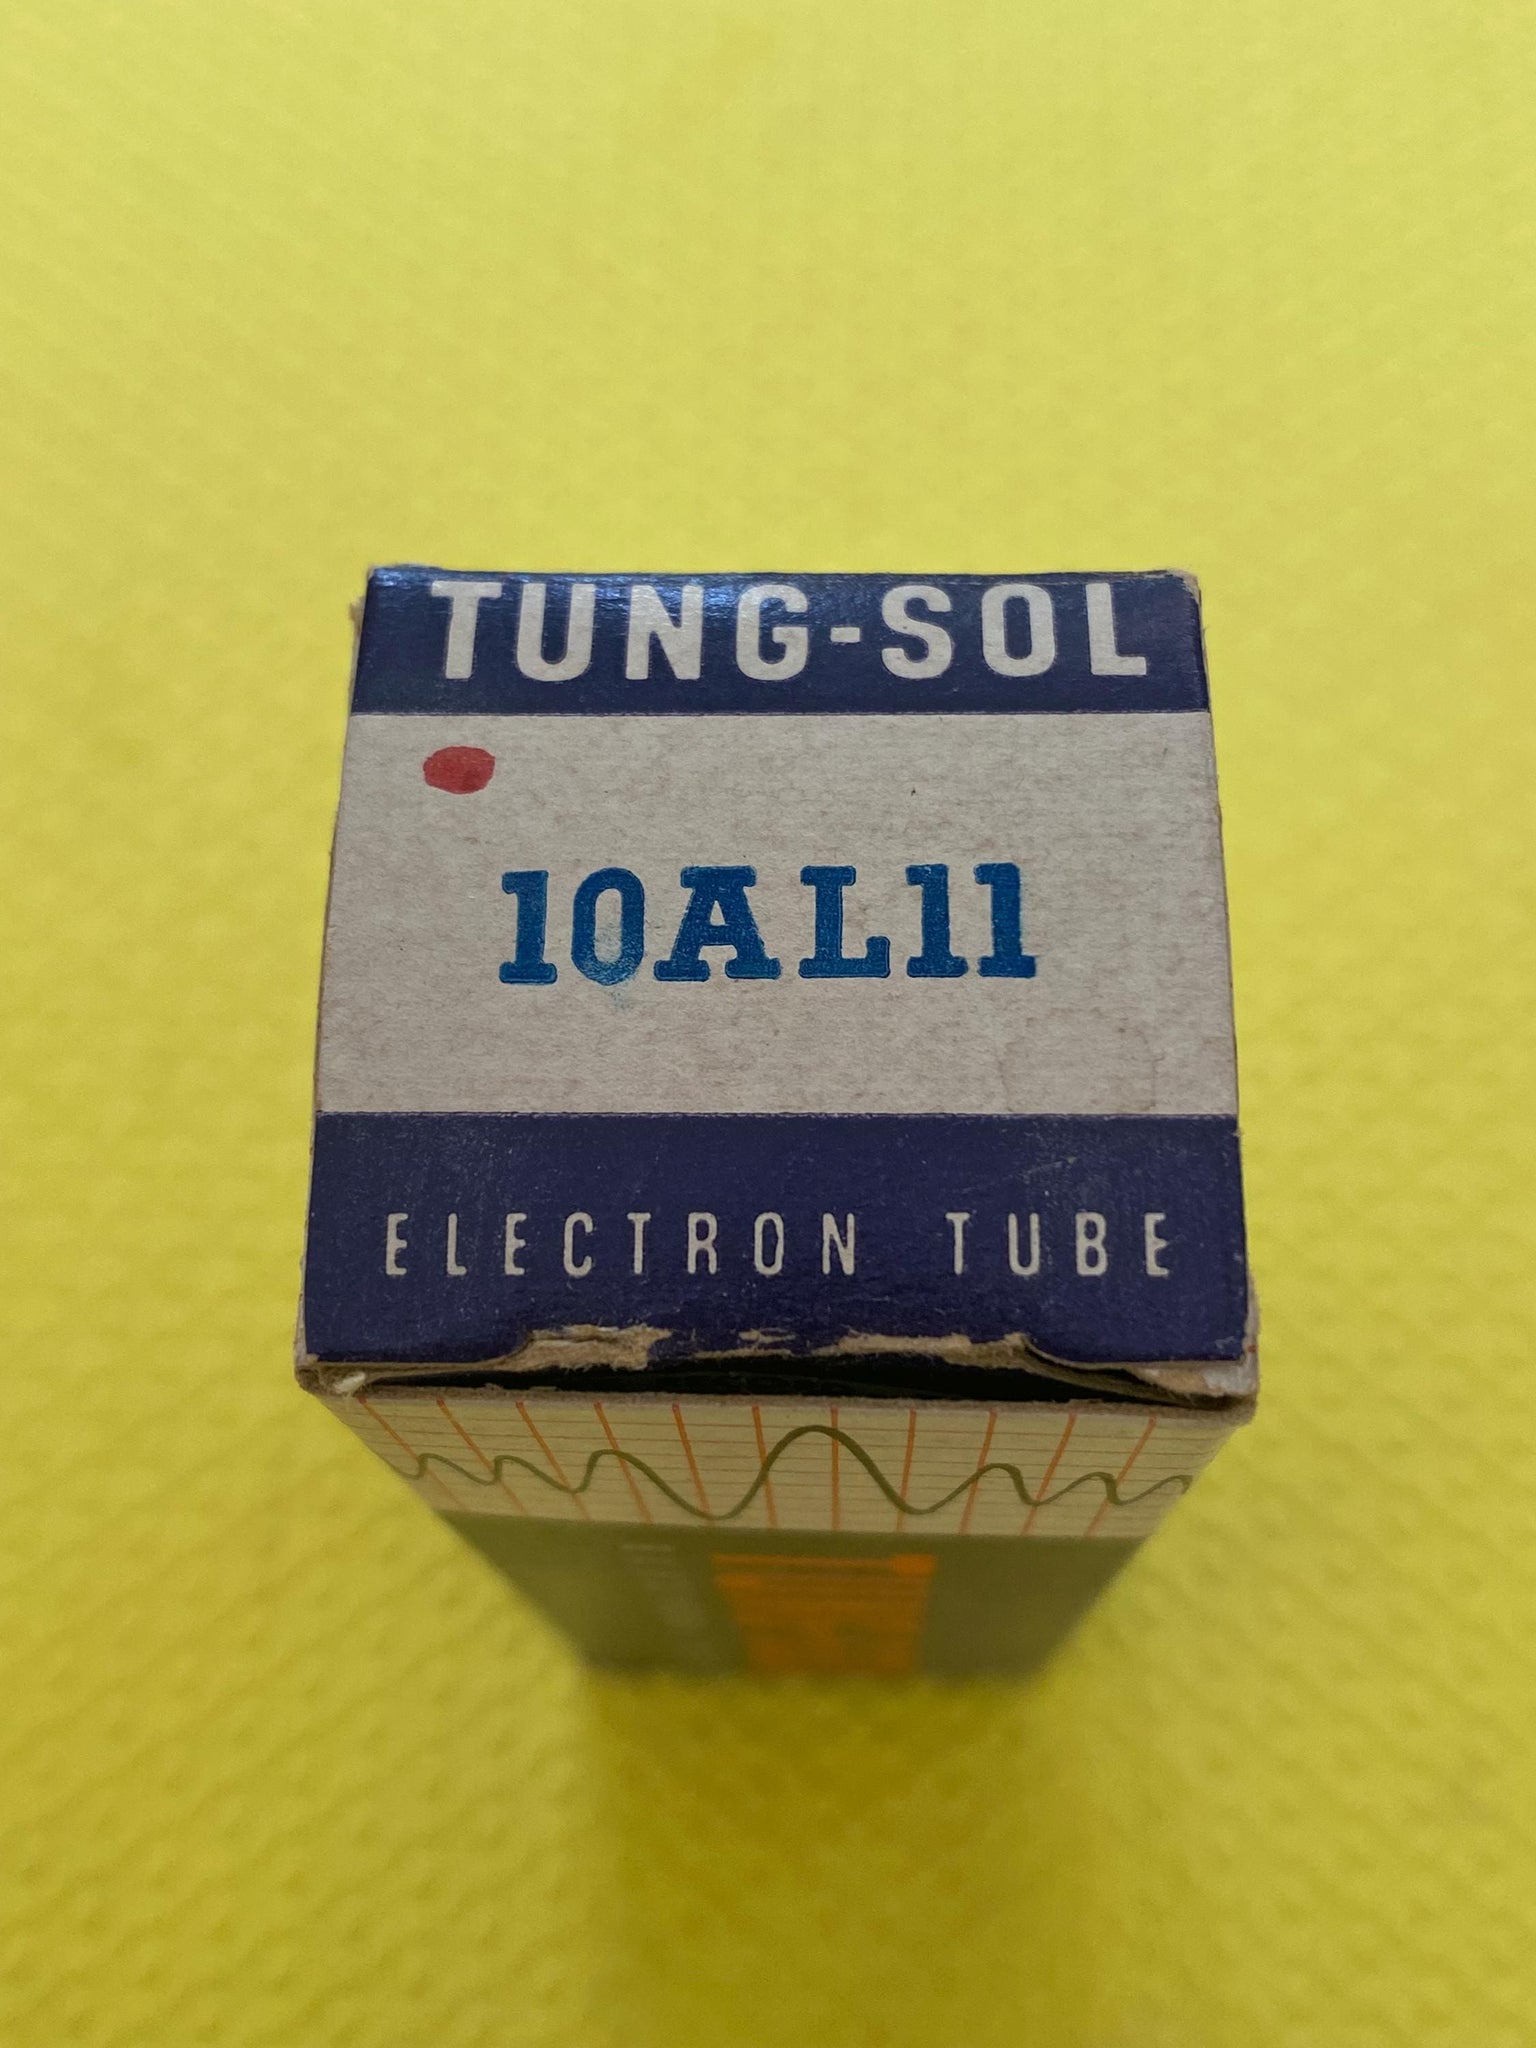 TUNG-SOL
10AL11
ELECTRON TUBE